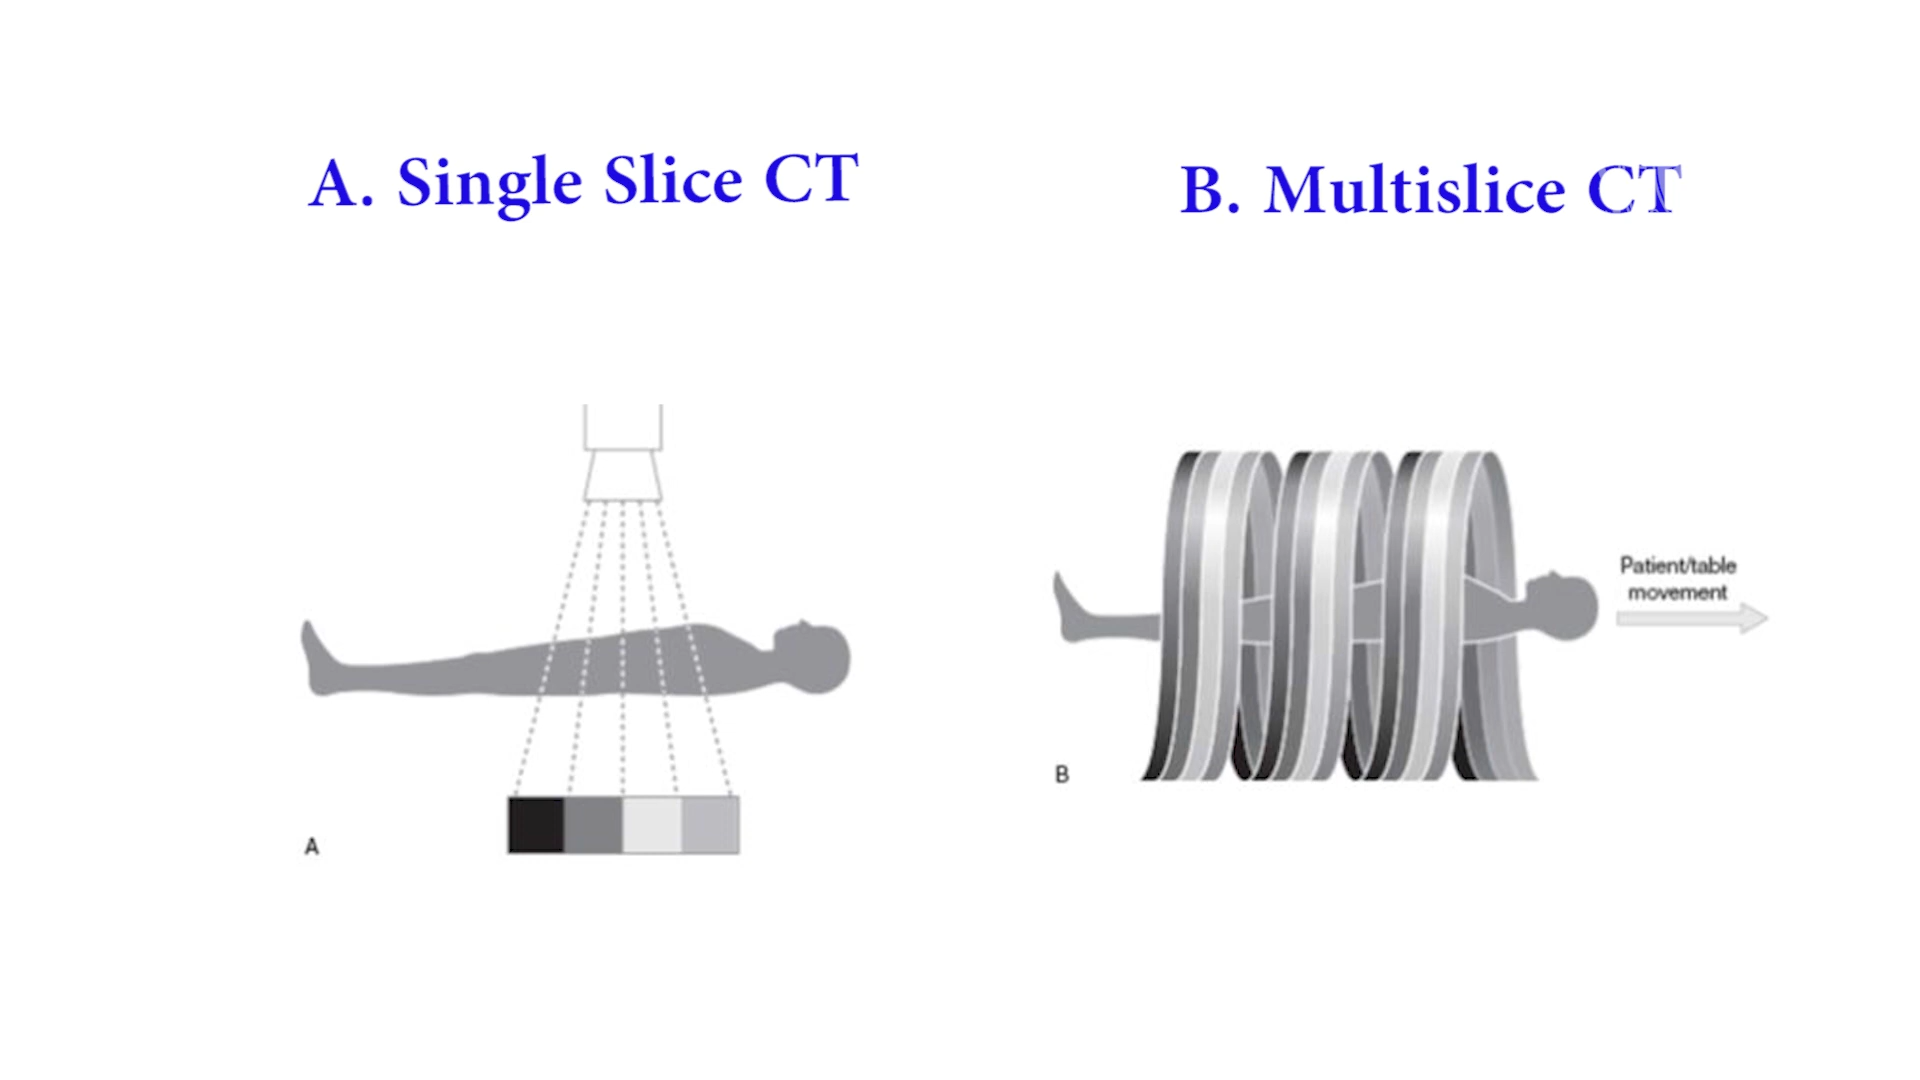 A. Single Slice CT
B. Multislice CT
Patient/table
movement
B
A